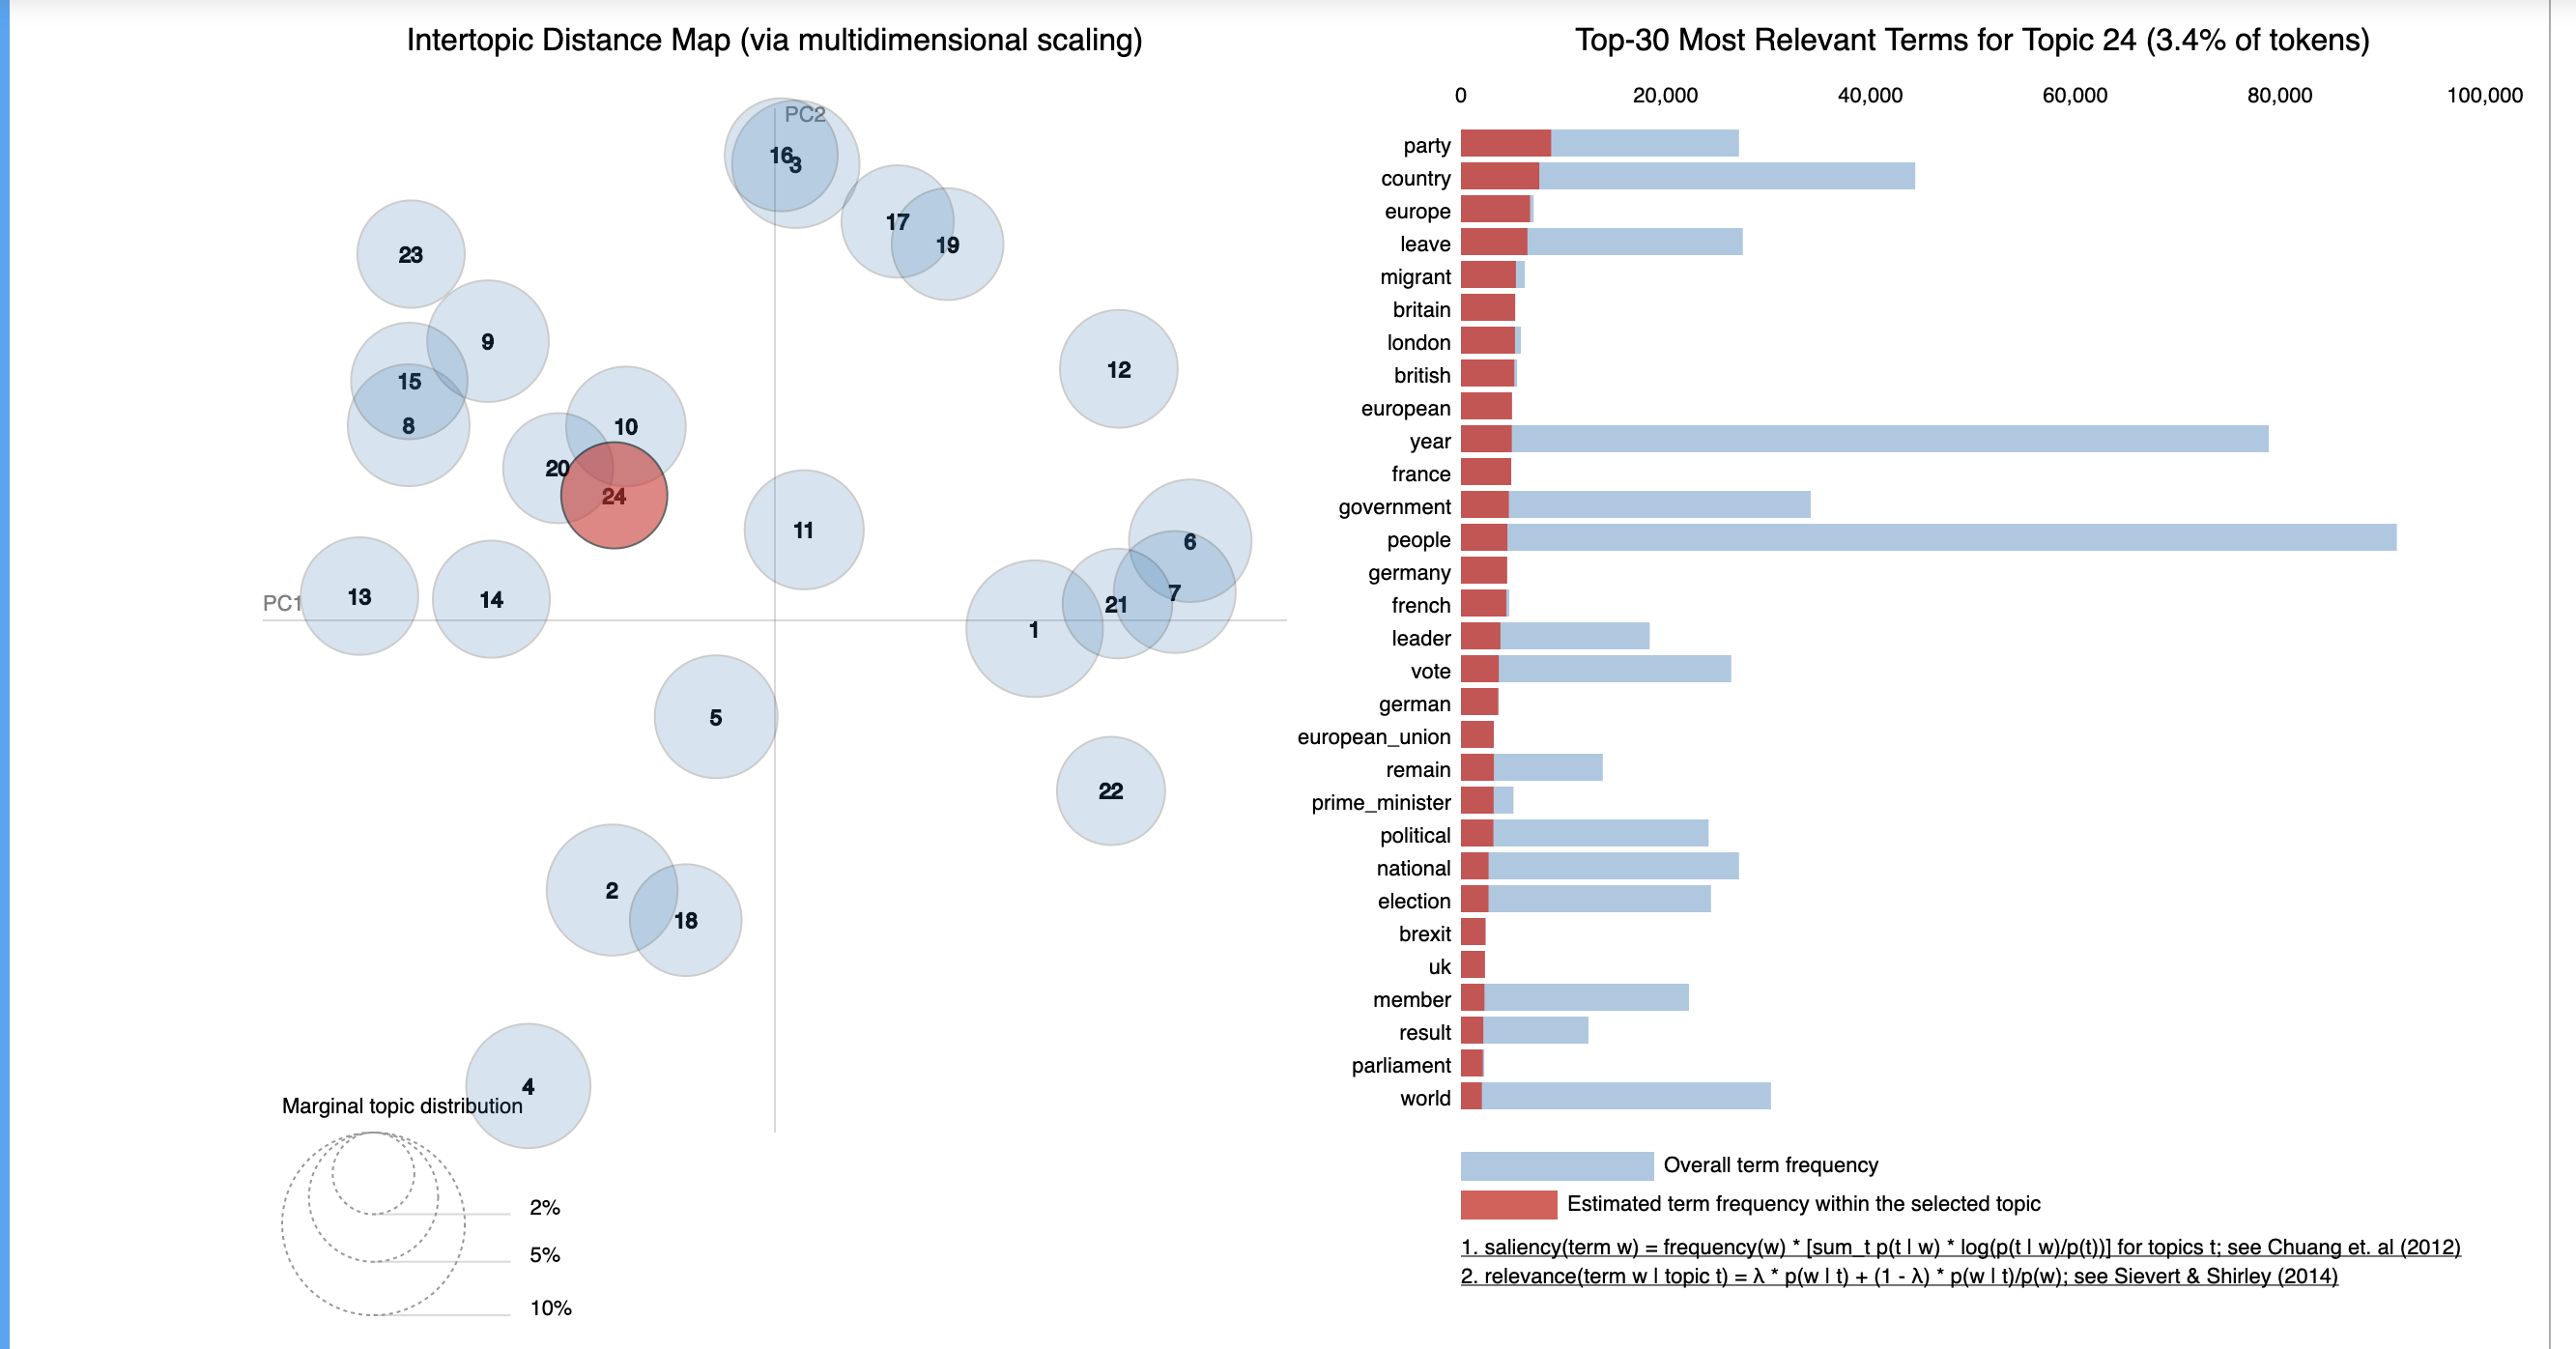 Intertopic Distance Map (via multidimensional scaling)
PC2
16
3
17
19
23
9
12
15
8
10
20
24
11
6
7
21
13
14
PC1
1
5
22
2
18
4
Marginal topic distribution
2%
5%
10%
Top-30 Most Relevant Terms for Topic 24 (3.4% of tokens)
0 20,000 40,000 60,000 80,000 100,000
party
country
europe
leave
migrant
britain
london
british
european
year
france
government
people
germany
french
leader
vote
german
european_union
remain
prime_minister
political
national
election
brexit
uk
member
result
parliament
world
Overall term frequency
Estimated term frequency within the selected topic
1. saliency(term w) = frequency(w) * [sum_t p(t | w) * log(p(t | w)/p(t))] for topics t; see Chuang et. al (2012)
2. relevance(term w | topic t) = λ * p(w | t) + (1 - λ) * p(w | t)/p(w); see Sievert & Shirley (2014)